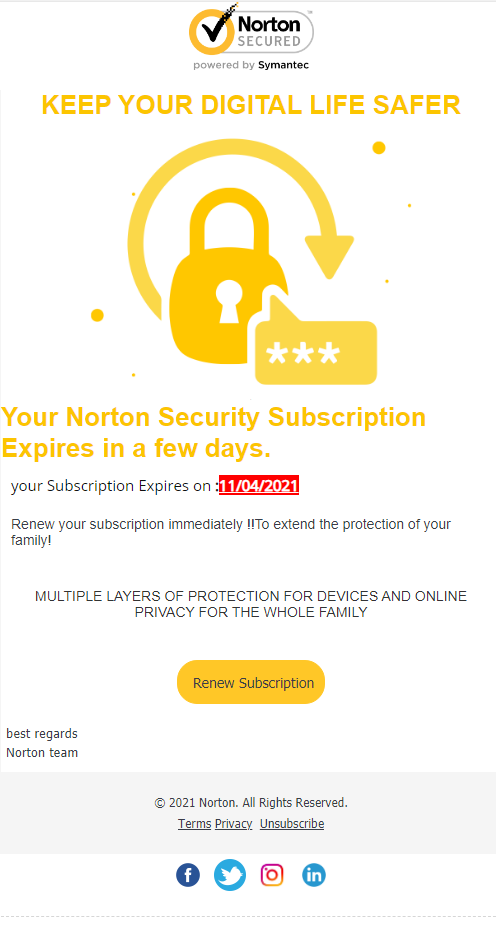 Norton
SECURED
powered by Symantec
KEEP YOUR DIGITAL LIFE SAFER
***
Your Norton Security Subscription
Expires in a few days.
your Subscription Expires on :11/04/2021
Renew your subscription immediately !!To extend the protection of your
family!
MULTIPLE LAYERS OF PROTECTION FOR DEVICES AND ONLINE
PRIVACY FOR THE WHOLE FAMILY
Renew Subscription
best regards
Norton team
© 2021 Norton. All Rights Reserved.
Terms Privacy Unsubscribe